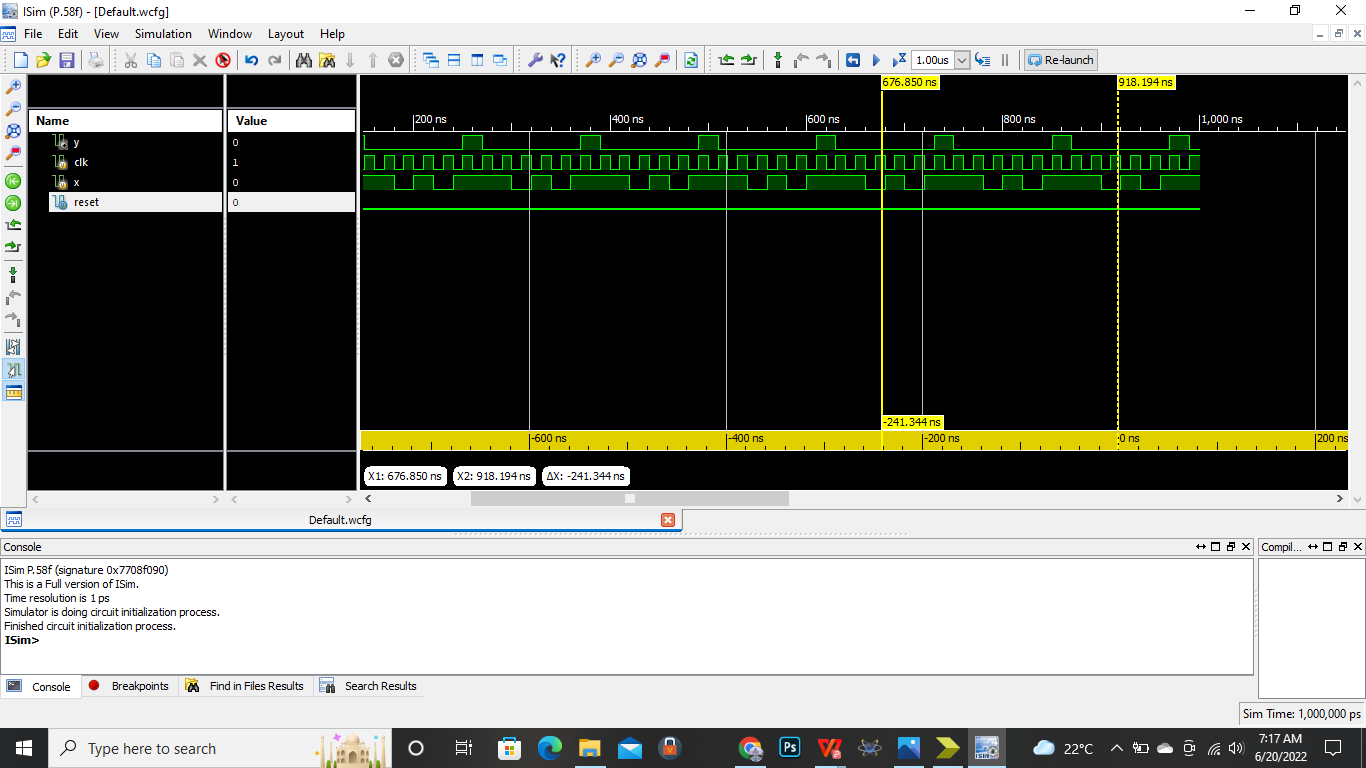 ISim (P.58f) - [Default.wcfg]
File Edit View Simulation Window Layout Help
1.00us Re-launch
676.850 ns 918.194 ns
Name Value
200 ns 400 ns 600 ns 800 ns 1,000 ns
y 0
clk 1
x 0
reset 0
-241.344 ns
-600 ns -400 ns -200 ns 0 ns 200 ns
X1: 676.850 ns X2: 918.194 ns ΔX: -241.344 ns
Default.wcfg
Console Compil...
ISim P.58f (signature 0x7708f090)
This is a Full version of ISim.
Time resolution is 1 ps
Simulator is doing circuit initialization process.
Finished circuit initialization process.
ISim>
Console Breakpoints Find in Files Results Search Results
Sim Time: 1,000,000 ps
Type here to search
Ps
ISim
22°C
7:17 AM
6/20/2022